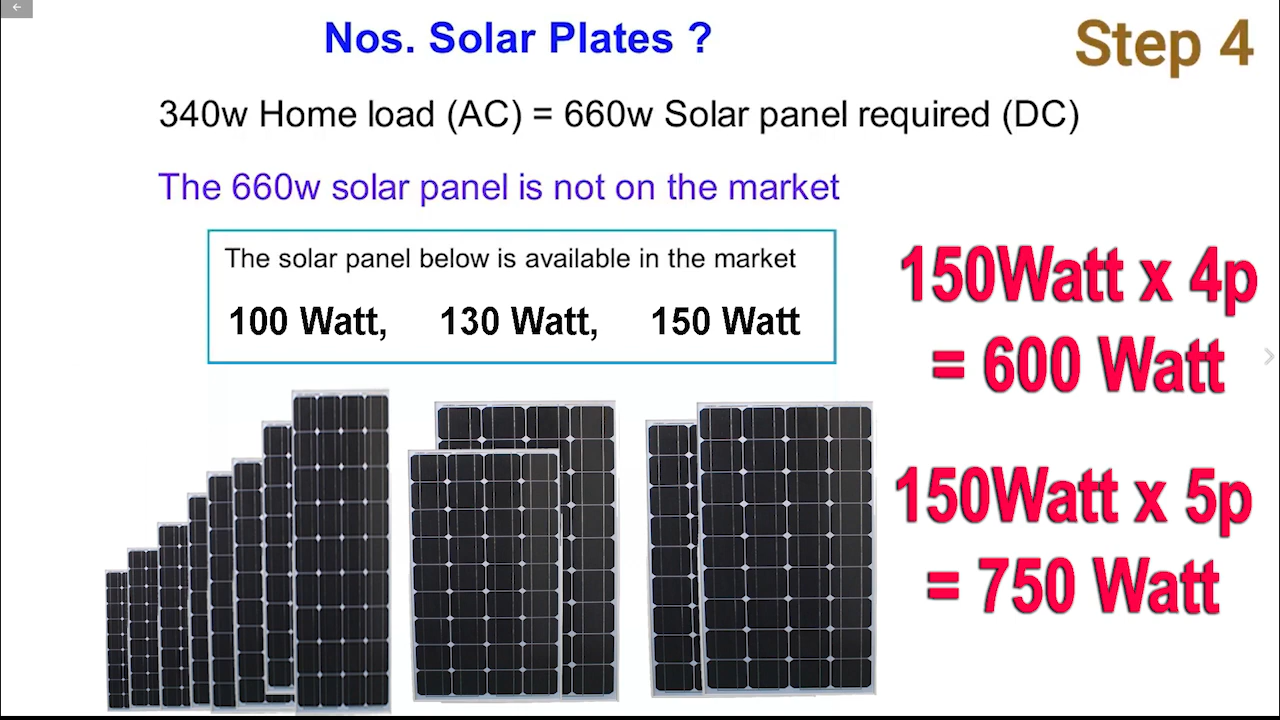 Nos. Solar Plates ?
Step 4
340w Home load (AC) = 660w Solar panel required (DC)
The 660w solar panel is not on the market
The solar panel below is available in the market
100 Watt, 130 Watt, 150 Watt
150Watt x 4p
= 600 Watt
150Watt x 5p
= 750 Watt